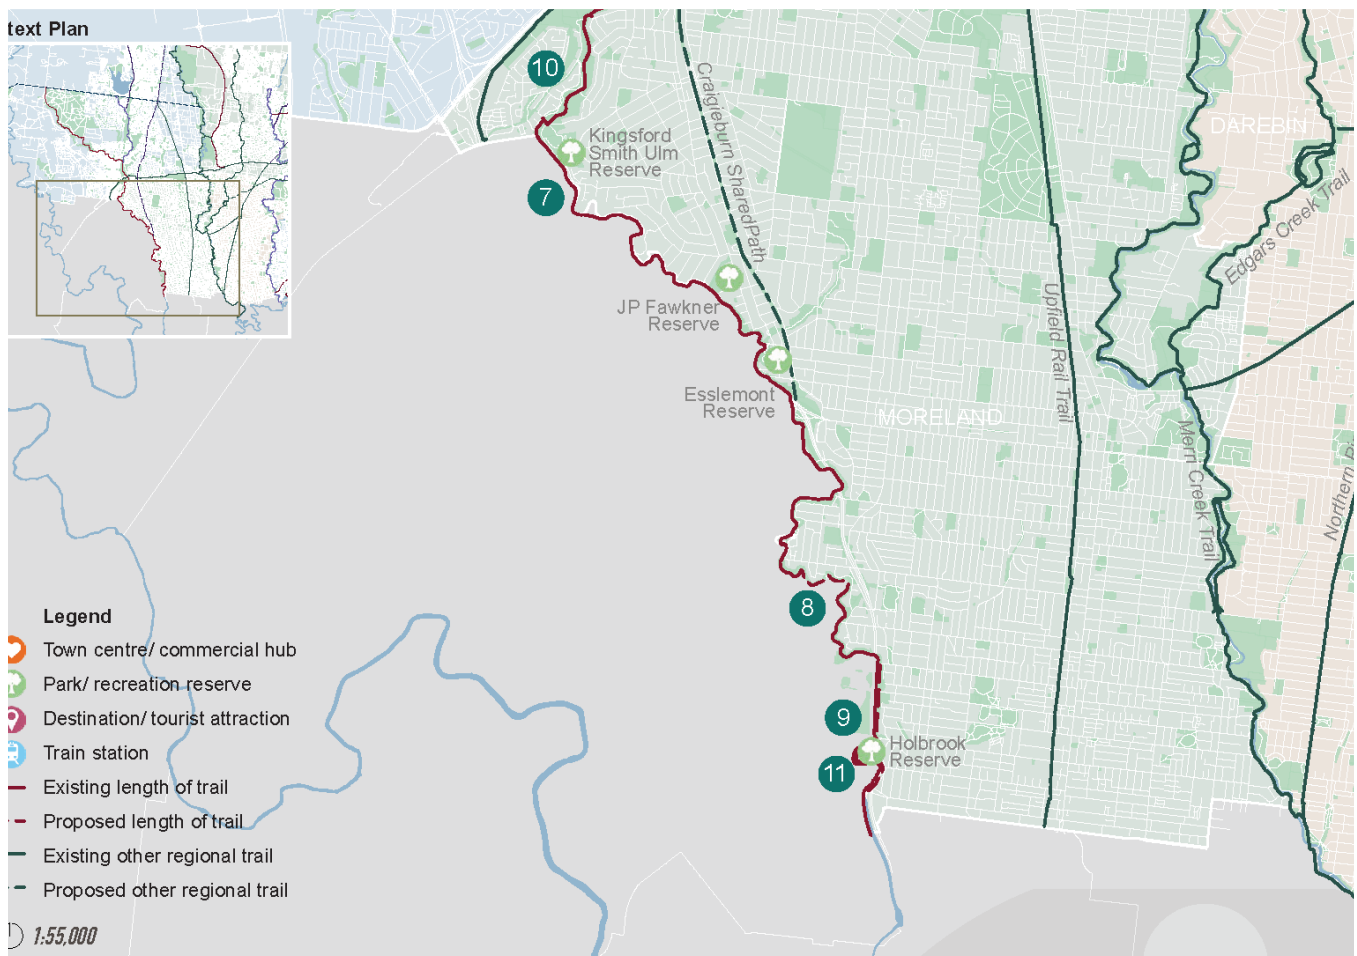 text Plan
10
Kingsford
Smith Ulm
Reserve
7
Craigieburn SharedPath
DAREBIN
Edgars Creek Trail
JP Fawkner
Reserve
Upfield Rail Trail
Esslemont
Reserve
MORELAND
Merri Creek Trail
Northern
8
9
Holbrook
Reserve
11
Legend
Town centre/ commercial hub
Park/ recreation reserve
Destination/ tourist attraction
Train station
Existing length of trail
Proposed length of trail
Existing other regional trail
Proposed other regional trail
1:55,000